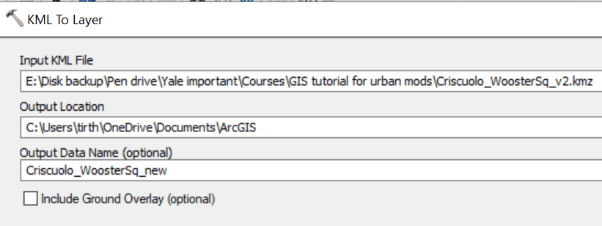 KML To Layer
Input KML File
E:\Disk backup\Pen drive\Yale important\Courses\GIS tutorial for urban mods\Criscuolo_WoosterSq_v2.kmz
Output Location
C:\Users\tirth\OneDrive\Documents\ArcGIS
Output Data Name (optional)
Criscuolo_WoosterSq_new
Include Ground Overlay (optional)